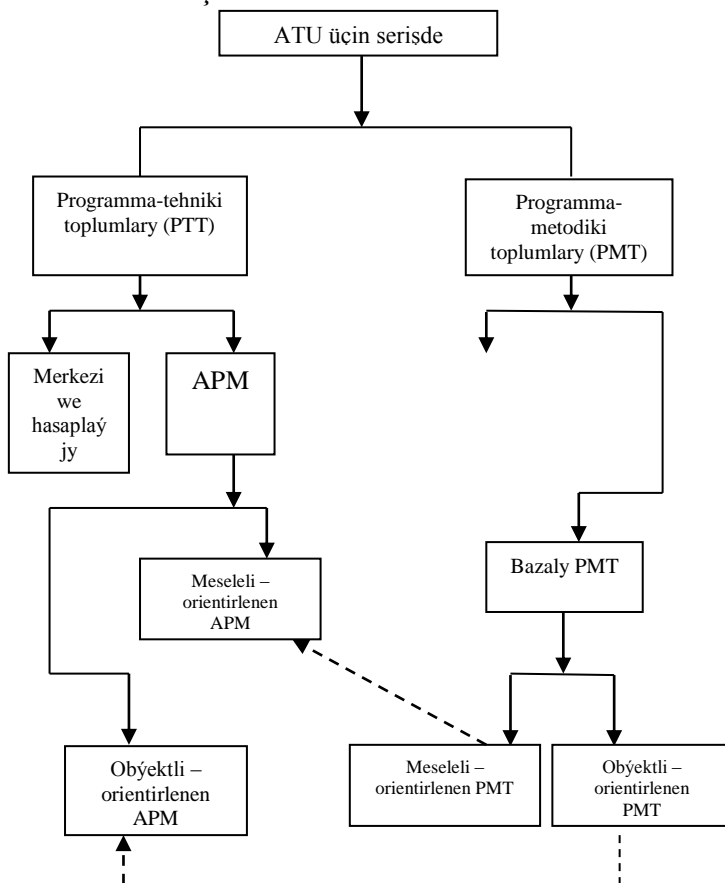 ATU üçin serişde
Programma-tehniki
toplumlary (PTT)
Programma-
metodiki
toplumlary (PMT)
Merkezi
we
hasaplaý
jy
APM
Meseleli –
orientirlenen
APM
Bazaly PMT
Obýektli –
orientirlenen
APM
Meseleli –
orientirlenen PMT
Obýektli –
orientirlenen
PMT